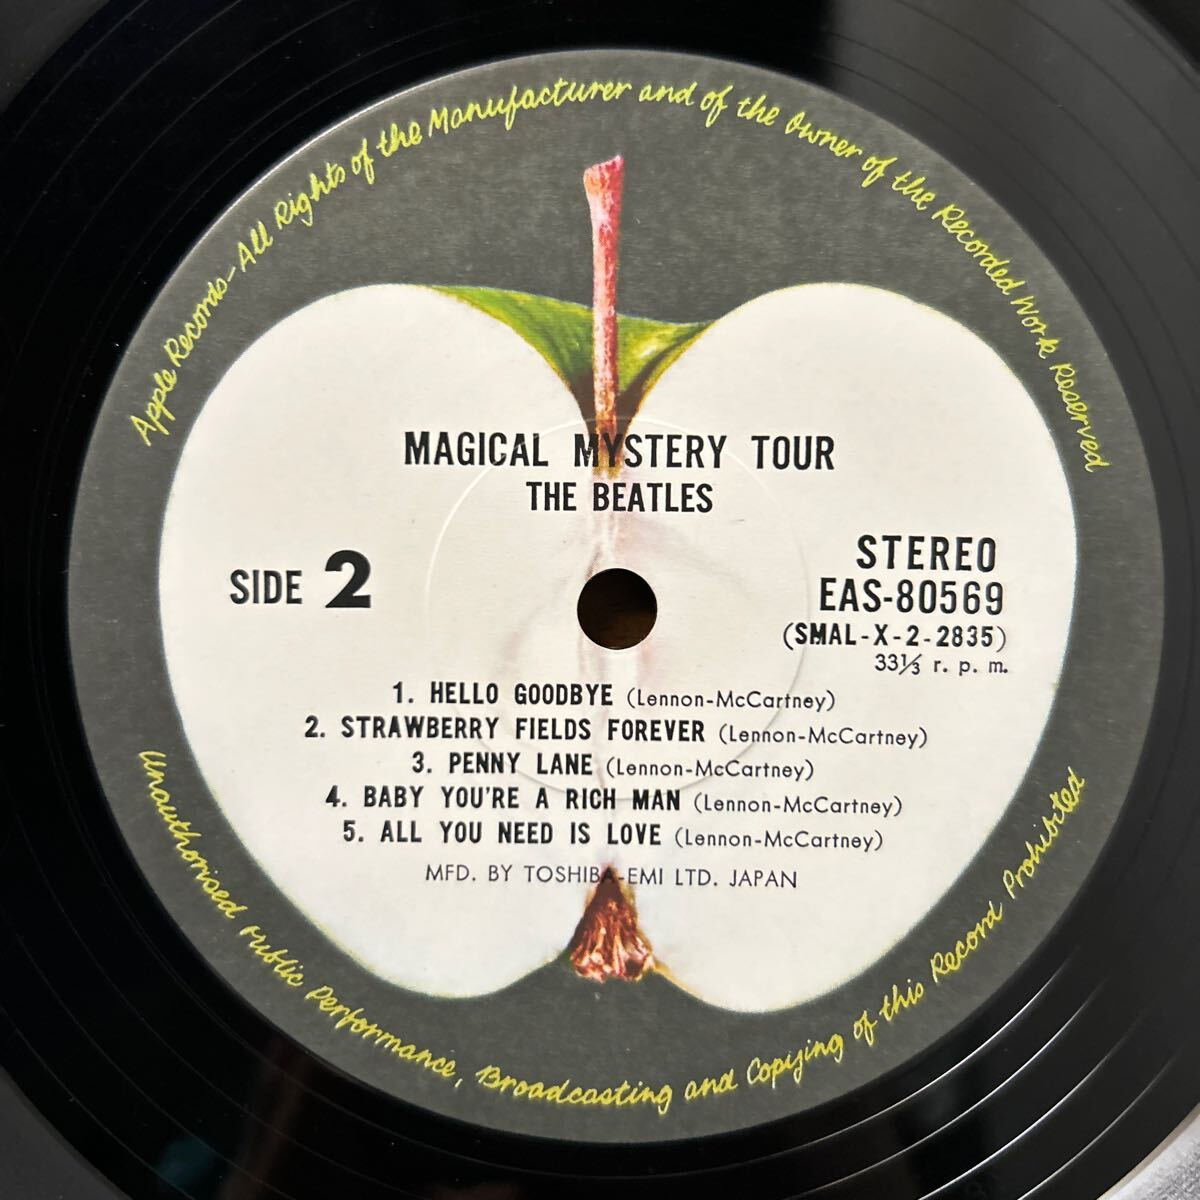 Apple Records-All Rights of the Manufacturer and of the Owner of the Recorded Work Reserved
MAGICAL MYSTERY TOUR
THE BEATLES
SIDE 2
STEREO
EAS-80569
(SMAL-X-2-2835)
33⅓ r. p. m.
1. HELLO GOODBYE (Lennon-McCartney)
2. STRAWBERRY FIELDS FOREVER (Lennon-McCartney)
3. PENNY LANE (Lennon-McCartney)
4. BABY YOU'RE A RICH MAN (Lennon-McCartney)
5. ALL YOU NEED IS LOVE (Lennon-McCartney)
MFD. BY TOSHIBA-EMI LTD. JAPAN
Unauthorised Public Performance, Broadcasting and Copying of this Record Prohibited